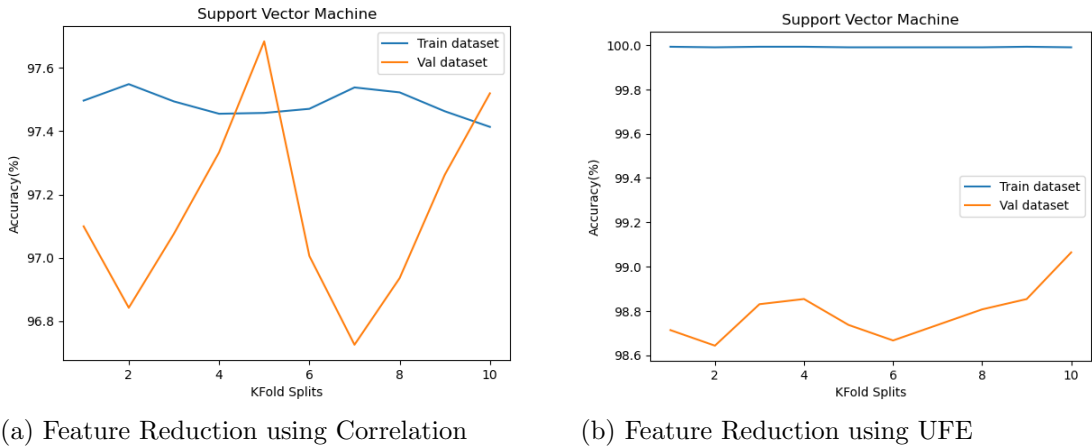 Support Vector Machine
Train dataset
Val dataset
97.6
97.4
97.2
97.0
96.8
Accuracy(%)
2 4 6 8 10
KFold Splits
(a) Feature Reduction using Correlation
Support Vector Machine
100.0
99.8
99.6
99.4
99.2
99.0
98.8
98.6
Accuracy(%)
Train dataset
Val dataset
2 4 6 8 10
KFold Splits
(b) Feature Reduction using UFE